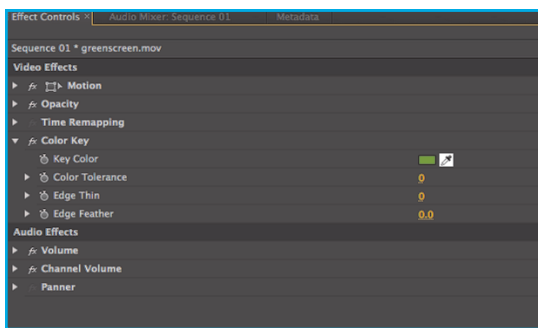 Effect Controls × Audio Mixer: Sequence 01 Metadata
Sequence 01 * greenscreen.mov
Video Effects
fx Motion
fx Opacity
Time Remapping
fx Color Key
Key Color
Color Tolerance 0
Edge Thin 0
Edge Feather 0.0
Audio Effects
fx Volume
fx Channel Volume
Panner